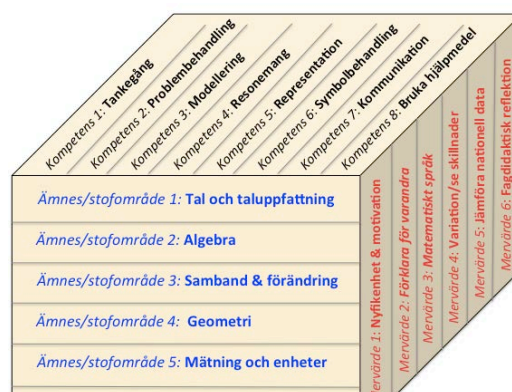 Kompetens 1: Tankegång
Kompetens 2: Problembehandling
Kompetens 3: Modellering
Kompetens 4: Resonemang
Kompetens 5: Representation
Kompetens 6: Symbolbehandling
Kompetens 7: Kommunikation
Kompetens 8: Bruka hjälpmedel
Ämnes/stofområde 1: Tal och taluppfattning
Ämnes/stofområde 2: Algebra
Ämnes/stofområde 3: Samband & förändring
Ämnes/stofområde 4: Geometri
Ämnes/stofområde 5: Mätning och enheter
Mervärde 1: Nyfikenhet & motivation
Mervärde 2: Förklara för varandra
Mervärde 3: Matematiskt språk
Mervärde 4: Variation/se skillnader
Mervärde 5: Jämföra nationell data
Mervärde 6: Fagdidaktisk reflektion